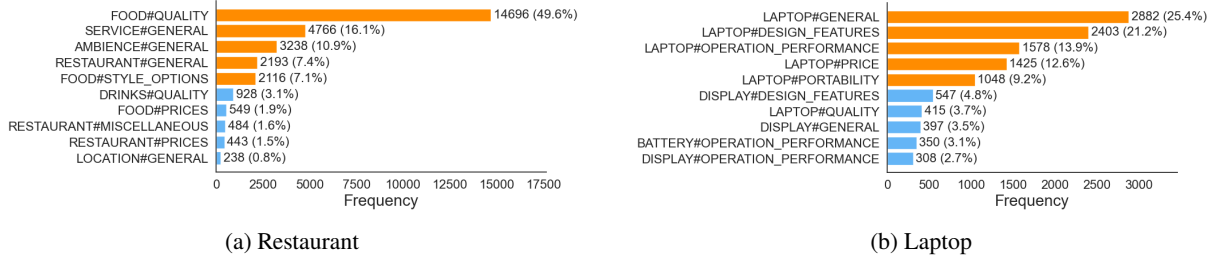 FOOD#QUALITY 14696 (49.6%)
SERVICE#GENERAL 4766 (16.1%)
AMBIENCE#GENERAL 3238 (10.9%)
RESTAURANT#GENERAL 2193 (7.4%)
FOOD#STYLE_OPTIONS 2116 (7.1%)
DRINKS#QUALITY 928 (3.1%)
FOOD#PRICES 549 (1.9%)
RESTAURANT#MISCELLANEOUS 484 (1.6%)
RESTAURANT#PRICES 443 (1.5%)
LOCATION#GENERAL 238 (0.8%)
0 2500 5000 7500 10000 12500 15000 17500
Frequency
(a) Restaurant
LAPTOP#GENERAL 2882 (25.4%)
LAPTOP#DESIGN_FEATURES 2403 (21.2%)
LAPTOP#OPERATION_PERFORMANCE 1578 (13.9%)
LAPTOP#PRICE 1425 (12.6%)
LAPTOP#PORTABILITY 1048 (9.2%)
DISPLAY#DESIGN_FEATURES 547 (4.8%)
LAPTOP#QUALITY 415 (3.7%)
DISPLAY#GENERAL 397 (3.5%)
BATTERY#OPERATION_PERFORMANCE 350 (3.1%)
DISPLAY#OPERATION_PERFORMANCE 308 (2.7%)
0 500 1000 1500 2000 2500 3000
Frequency
(b) Laptop